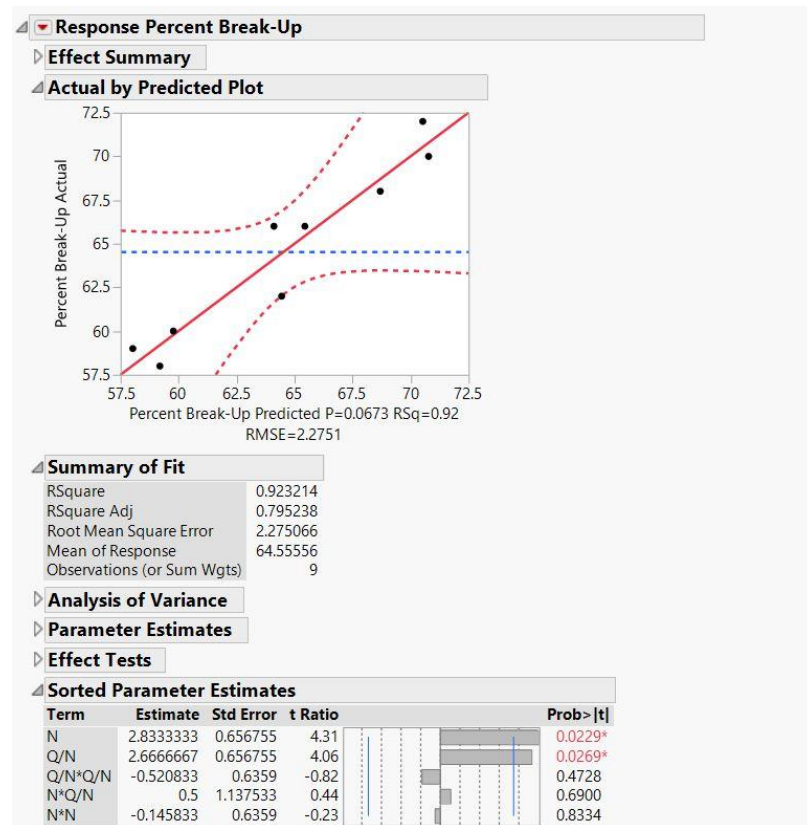 Response Percent Break-Up
Effect Summary
Actual by Predicted Plot
72.5
70
67.5
65
62.5
60
57.5
Percent Break-Up Actual
57.5 60 62.5 65 67.5 70 72.5
Percent Break-Up Predicted P=0.0673 RSq=0.92
RMSE=2.2751
Summary of Fit
RSquare 0.923214
RSquare Adj 0.795238
Root Mean Square Error 2.275066
Mean of Response 64.55556
Observations (or Sum Wgts) 9
Analysis of Variance
Parameter Estimates
Effect Tests
Sorted Parameter Estimates
Term Estimate Std Error t Ratio Prob>|t|
N 2.8333333 0.656755 4.31 0.0229*
Q/N 2.6666667 0.656755 4.06 0.0269*
Q/N*Q/N -0.520833 0.6359 -0.82 0.4728
N*Q/N 0.5 1.137533 0.44 0.6900
N*N -0.145833 0.6359 -0.23 0.8334